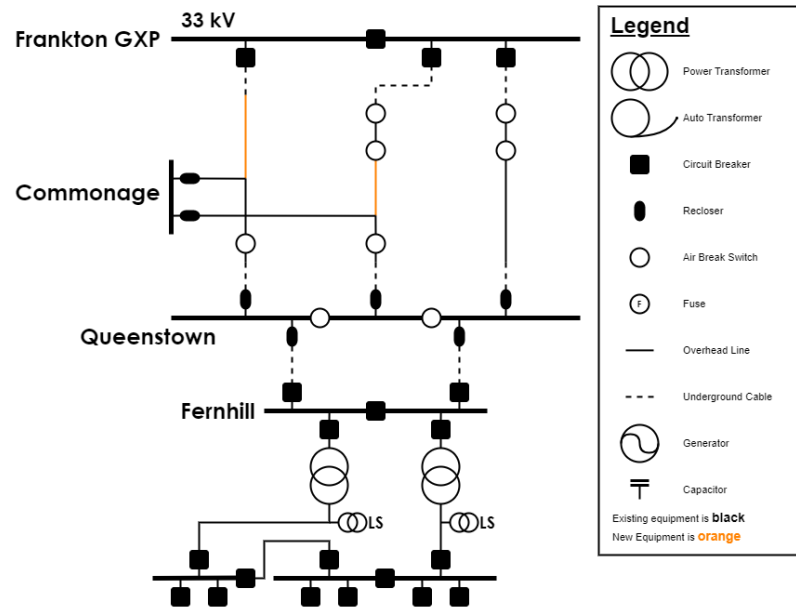 33 kV
Frankton GXP
Commonage
Queenstown
Fernhill
LS
LS
Legend
Power Transformer
Auto Transformer
Circuit Breaker
Recloser
Air Break Switch
F
Fuse
Overhead Line
Underground Cable
Generator
Capacitor
Existing equipment is black
New Equipment is orange